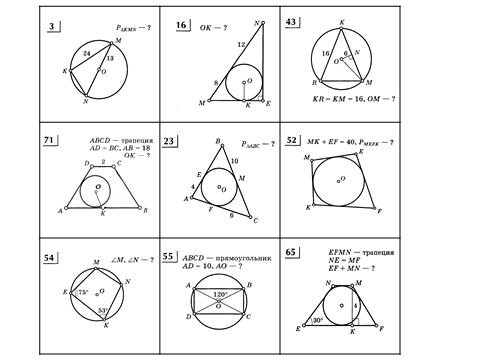 3
P△KMN — ?
M
24
13
K
O
N
16
OK — ?
N
12
8
O
M
K
E
43
K
16
6
N
O
R
M
KR = KM = 16, OM — ?
71
ABCD — трапеция
AD = BC, AB = 18
OK — ?
D
2
C
O
A
K
B
23
P△ABC — ?
B
10
E
M
4
O
A
F
6
C
52
MK + EF = 40, PMEFK — ?
E
M
O
K
F
54
∠M, ∠N — ?
M
N
E
75°
O
53°
K
55
ABCD — прямоугольник
AD = 10, AO — ?
A
B
120°
O
D
C
65
EFMN — трапеция
NE = MF
EF + MN — ?
N
M
O
4
30°
E
K
F